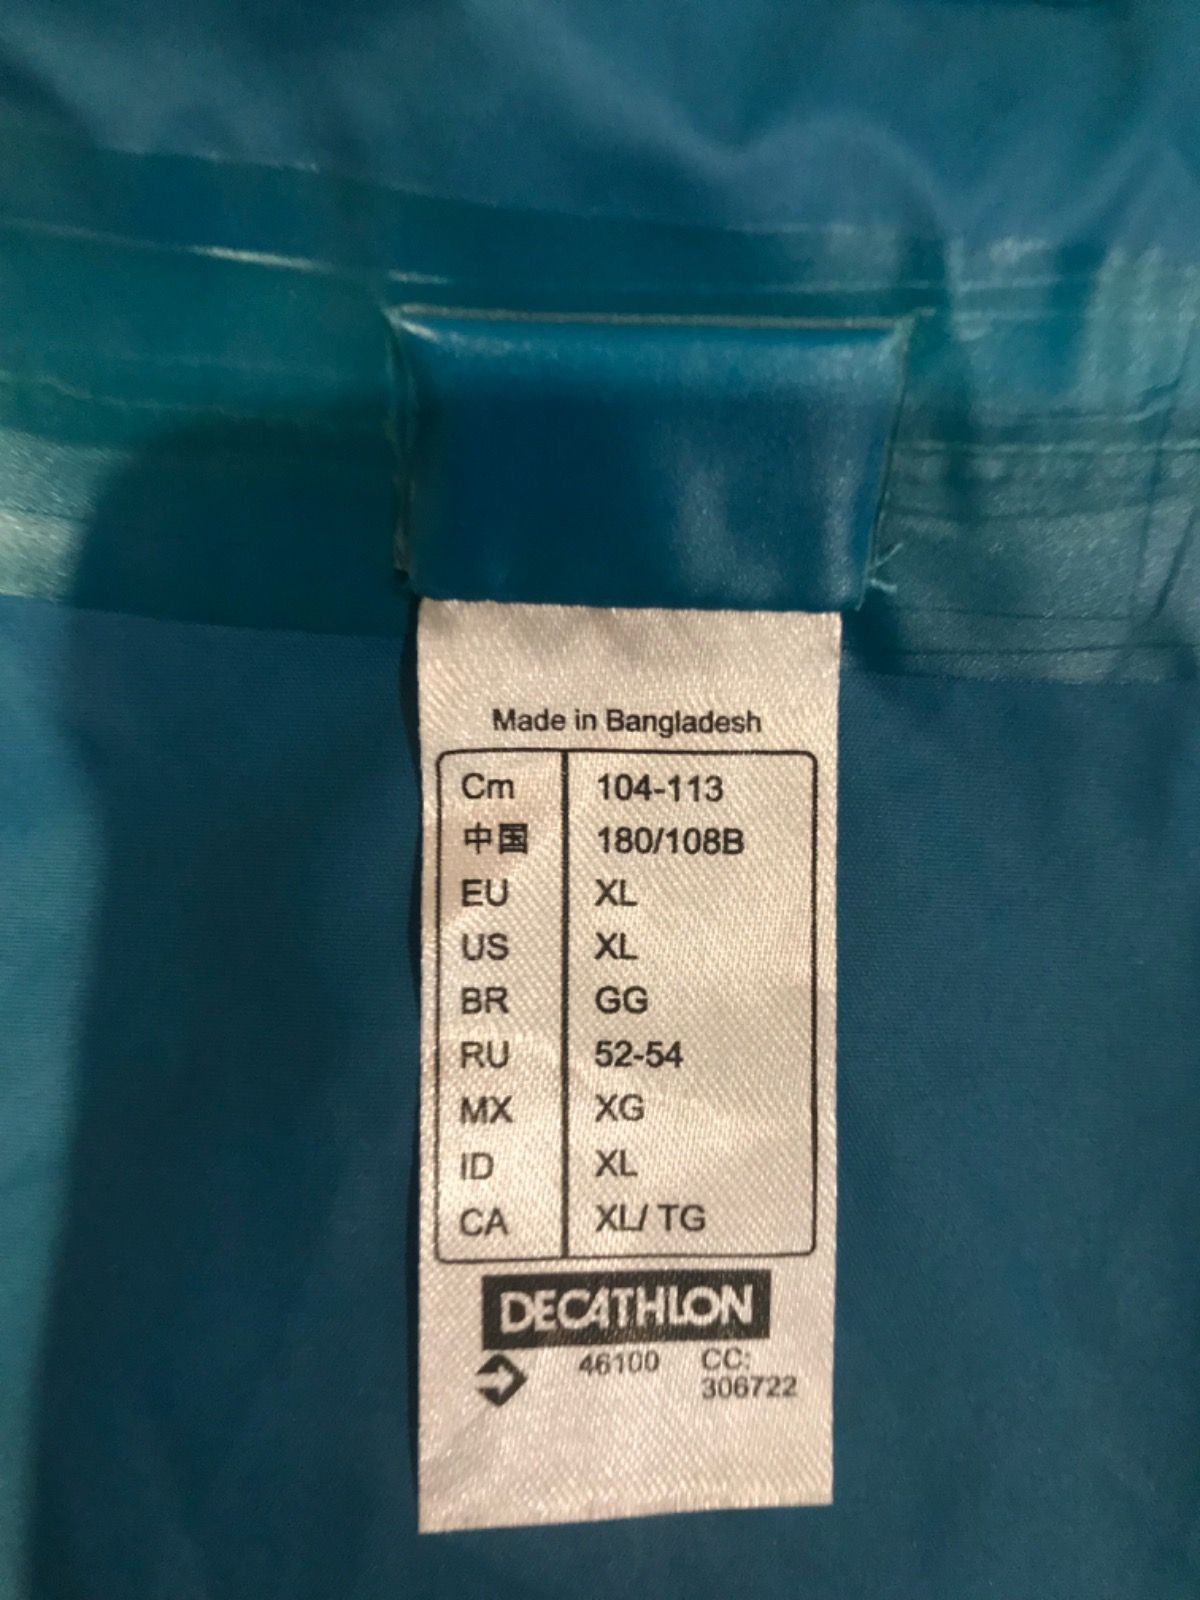 Made in Bangladesh
Cm 104-113
中国 180/108B
EU XL
US XL
BR GG
RU 52-54
MX XG
ID XL
CA XL/ TG
DECATHLON
46100 CC:
306722